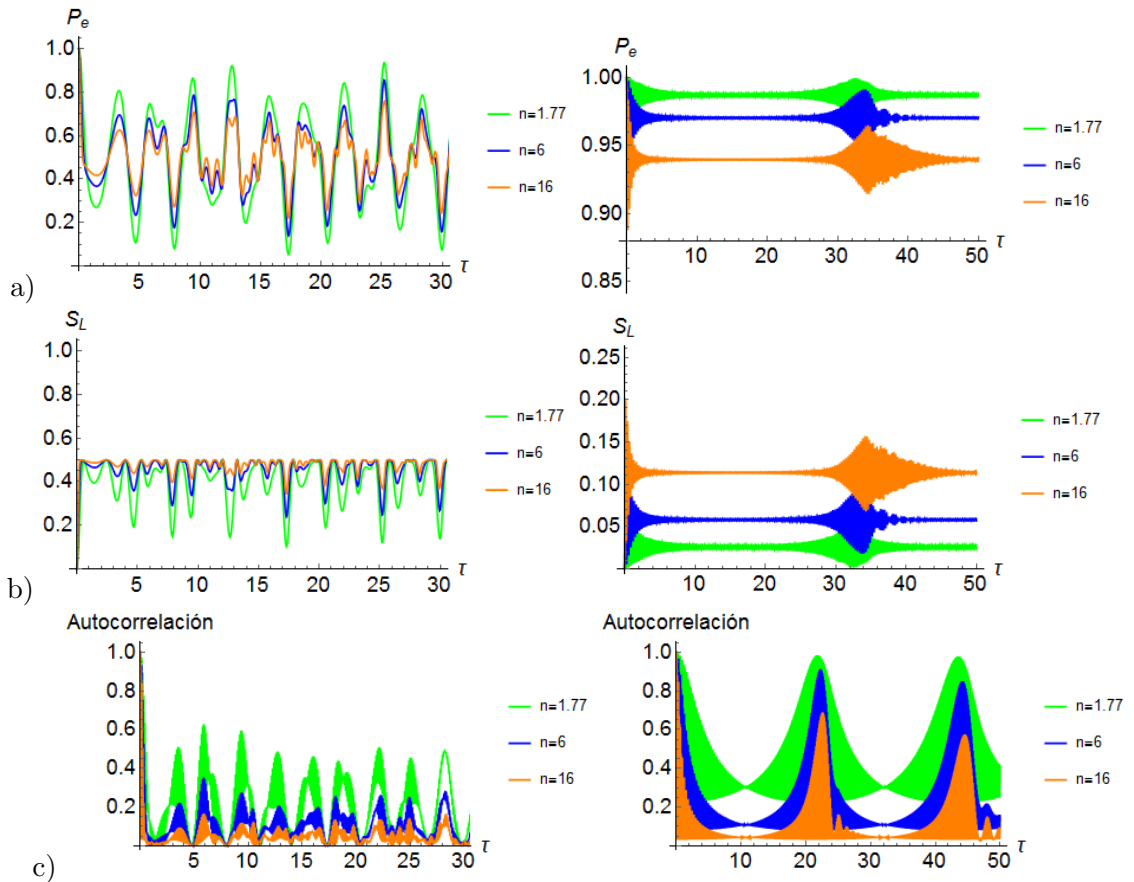 P_e
1.0
0.8
0.6
0.4
0.2
5 10 15 20 25 30 τ
n=1.77
n=6
n=16
P_e
1.00
0.95
0.90
0.85
10 20 30 40 50 τ
n=1.77
n=6
n=16
a)
S_L
1.0
0.8
0.6
0.4
0.2
5 10 15 20 25 30 τ
n=1.77
n=6
n=16
S_L
0.25
0.20
0.15
0.10
0.05
10 20 30 40 50 τ
n=1.77
n=6
n=16
b)
Autocorrelación
1.0
0.8
0.6
0.4
0.2
5 10 15 20 25 30 τ
n=1.77
n=6
n=16
Autocorrelación
1.0
0.8
0.6
0.4
0.2
10 20 30 40 50 τ
n=1.77
n=6
n=16
c)